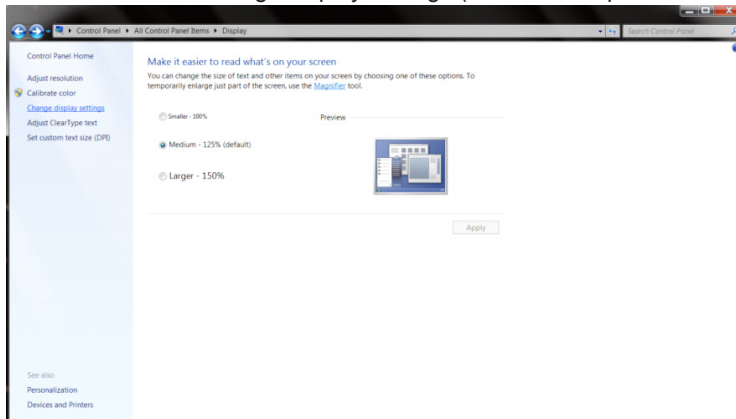 Control Panel ▸ All Control Panel Items ▸ Display
Search Control Panel
Control Panel Home
Adjust resolution
Calibrate color
Change display settings
Adjust ClearType text
Set custom text size (DPI)
See also
Personalization
Devices and Printers
Make it easier to read what's on your screen
You can change the size of text and other items on your screen by choosing one of these options. To
temporarily enlarge just part of the screen, use the Magnifier tool.
Smaller - 100%
Preview
Medium - 125% (default)
Larger - 150%
Apply